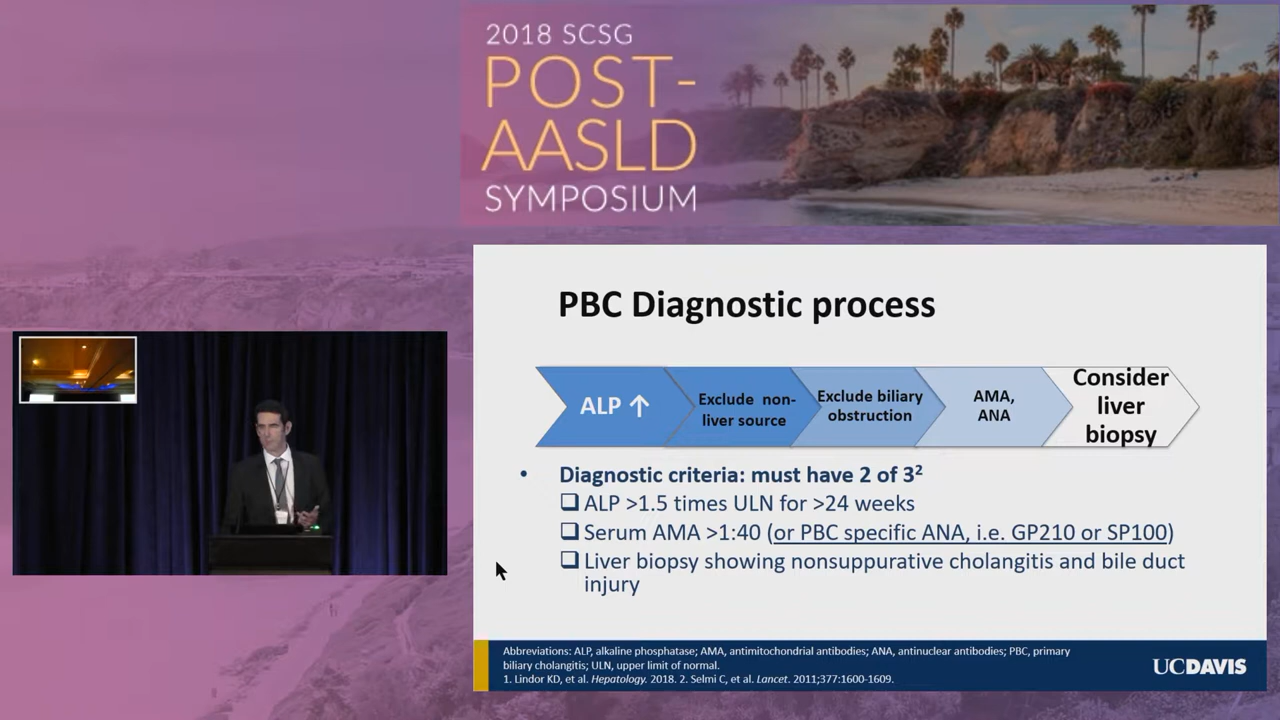 2018 SCSG
POST-
AASLD
SYMPOSIUM
PBC Diagnostic process
ALP ↑
Exclude non-
liver source
Exclude biliary
obstruction
AMA,
ANA
Consider
liver
biopsy
• Diagnostic criteria: must have 2 of 3²
❑ ALP >1.5 times ULN for >24 weeks
❑ Serum AMA >1:40 (or PBC specific ANA, i.e. GP210 or SP100)
❑ Liver biopsy showing nonsuppurative cholangitis and bile duct
injury
Abbreviations: ALP, alkaline phosphatase; AMA, antimitochondrial antibodies; ANA, antinuclear antibodies; PBC, primary
biliary cholangitis; ULN, upper limit of normal.
1. Lindor KD, et al. Hepatology. 2018. 2. Selmi C, et al. Lancet. 2011;377:1600-1609.
UCDAVIS